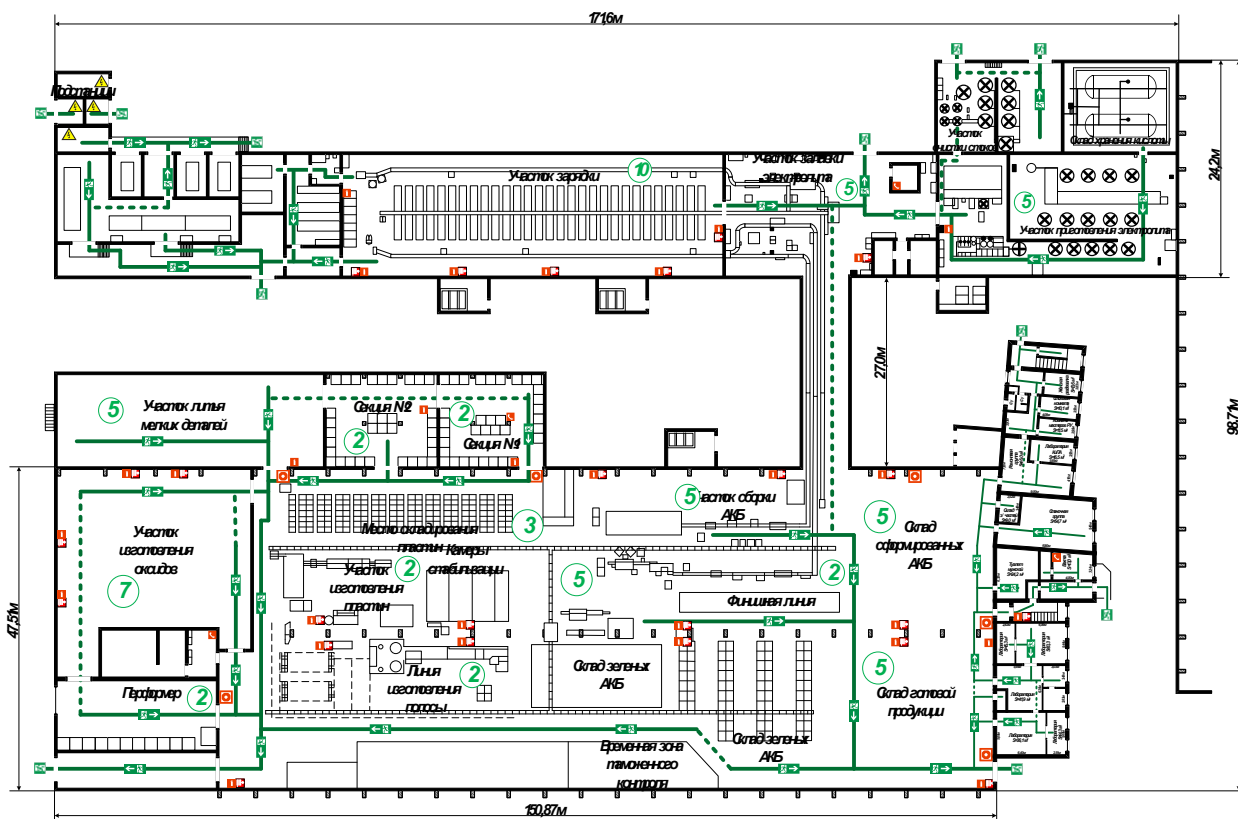 171,6м
Подстанции
Участок зарядки
10
Участок заливки
электролита
5
Участок
очистки стоков
Склад хранения кислоты
5
Участок приготовления электролита
24,2м
27,0м
98,71м
5
Участок литья
мелких деталей
Секция №2
2
2
Секция №1
47,51м
Участок
изготовления
оксидов
7
Место складирования
пластин
3
Камеры
стабилизации
Участок
изготовления
пластин
2
5
Участок сборки
АКБ
5
2
Финишная линия
5
Склад
сформированных
АКБ
Перформер
2
Линия
изготовления
полосы
2
Склад зеленых
АКБ
5
Склад готовой
продукции
Склад зеленых
АКБ
Временная зона
таможенного
контроля
150,87м